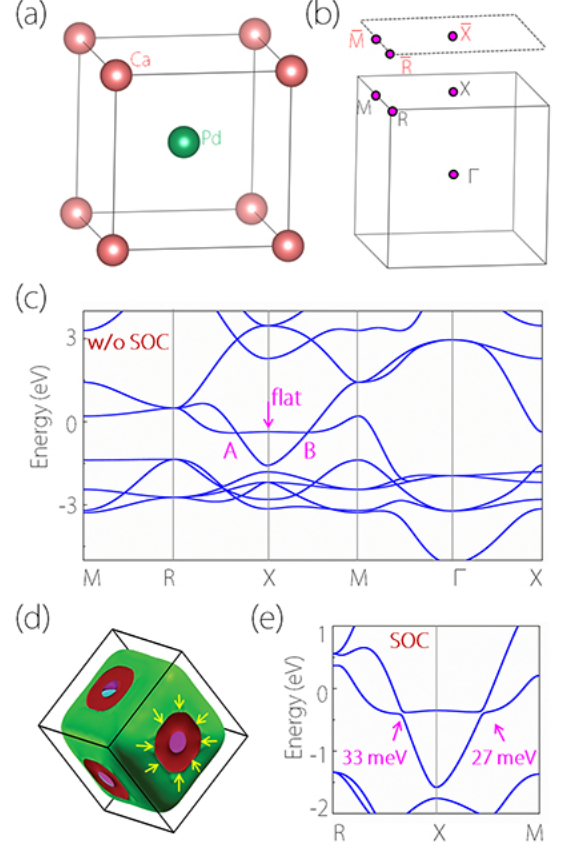 (a)
Ca
Pd
(b)
M̅ X̅
R̅
M X
R
Γ
(c)
w/o SOC
flat
A B
Energy (eV)
3
0
-3
M R X M Γ X
(d)
(e)
SOC
Energy (eV)
1
0
-1
-2
33 meV 27 meV
R X M